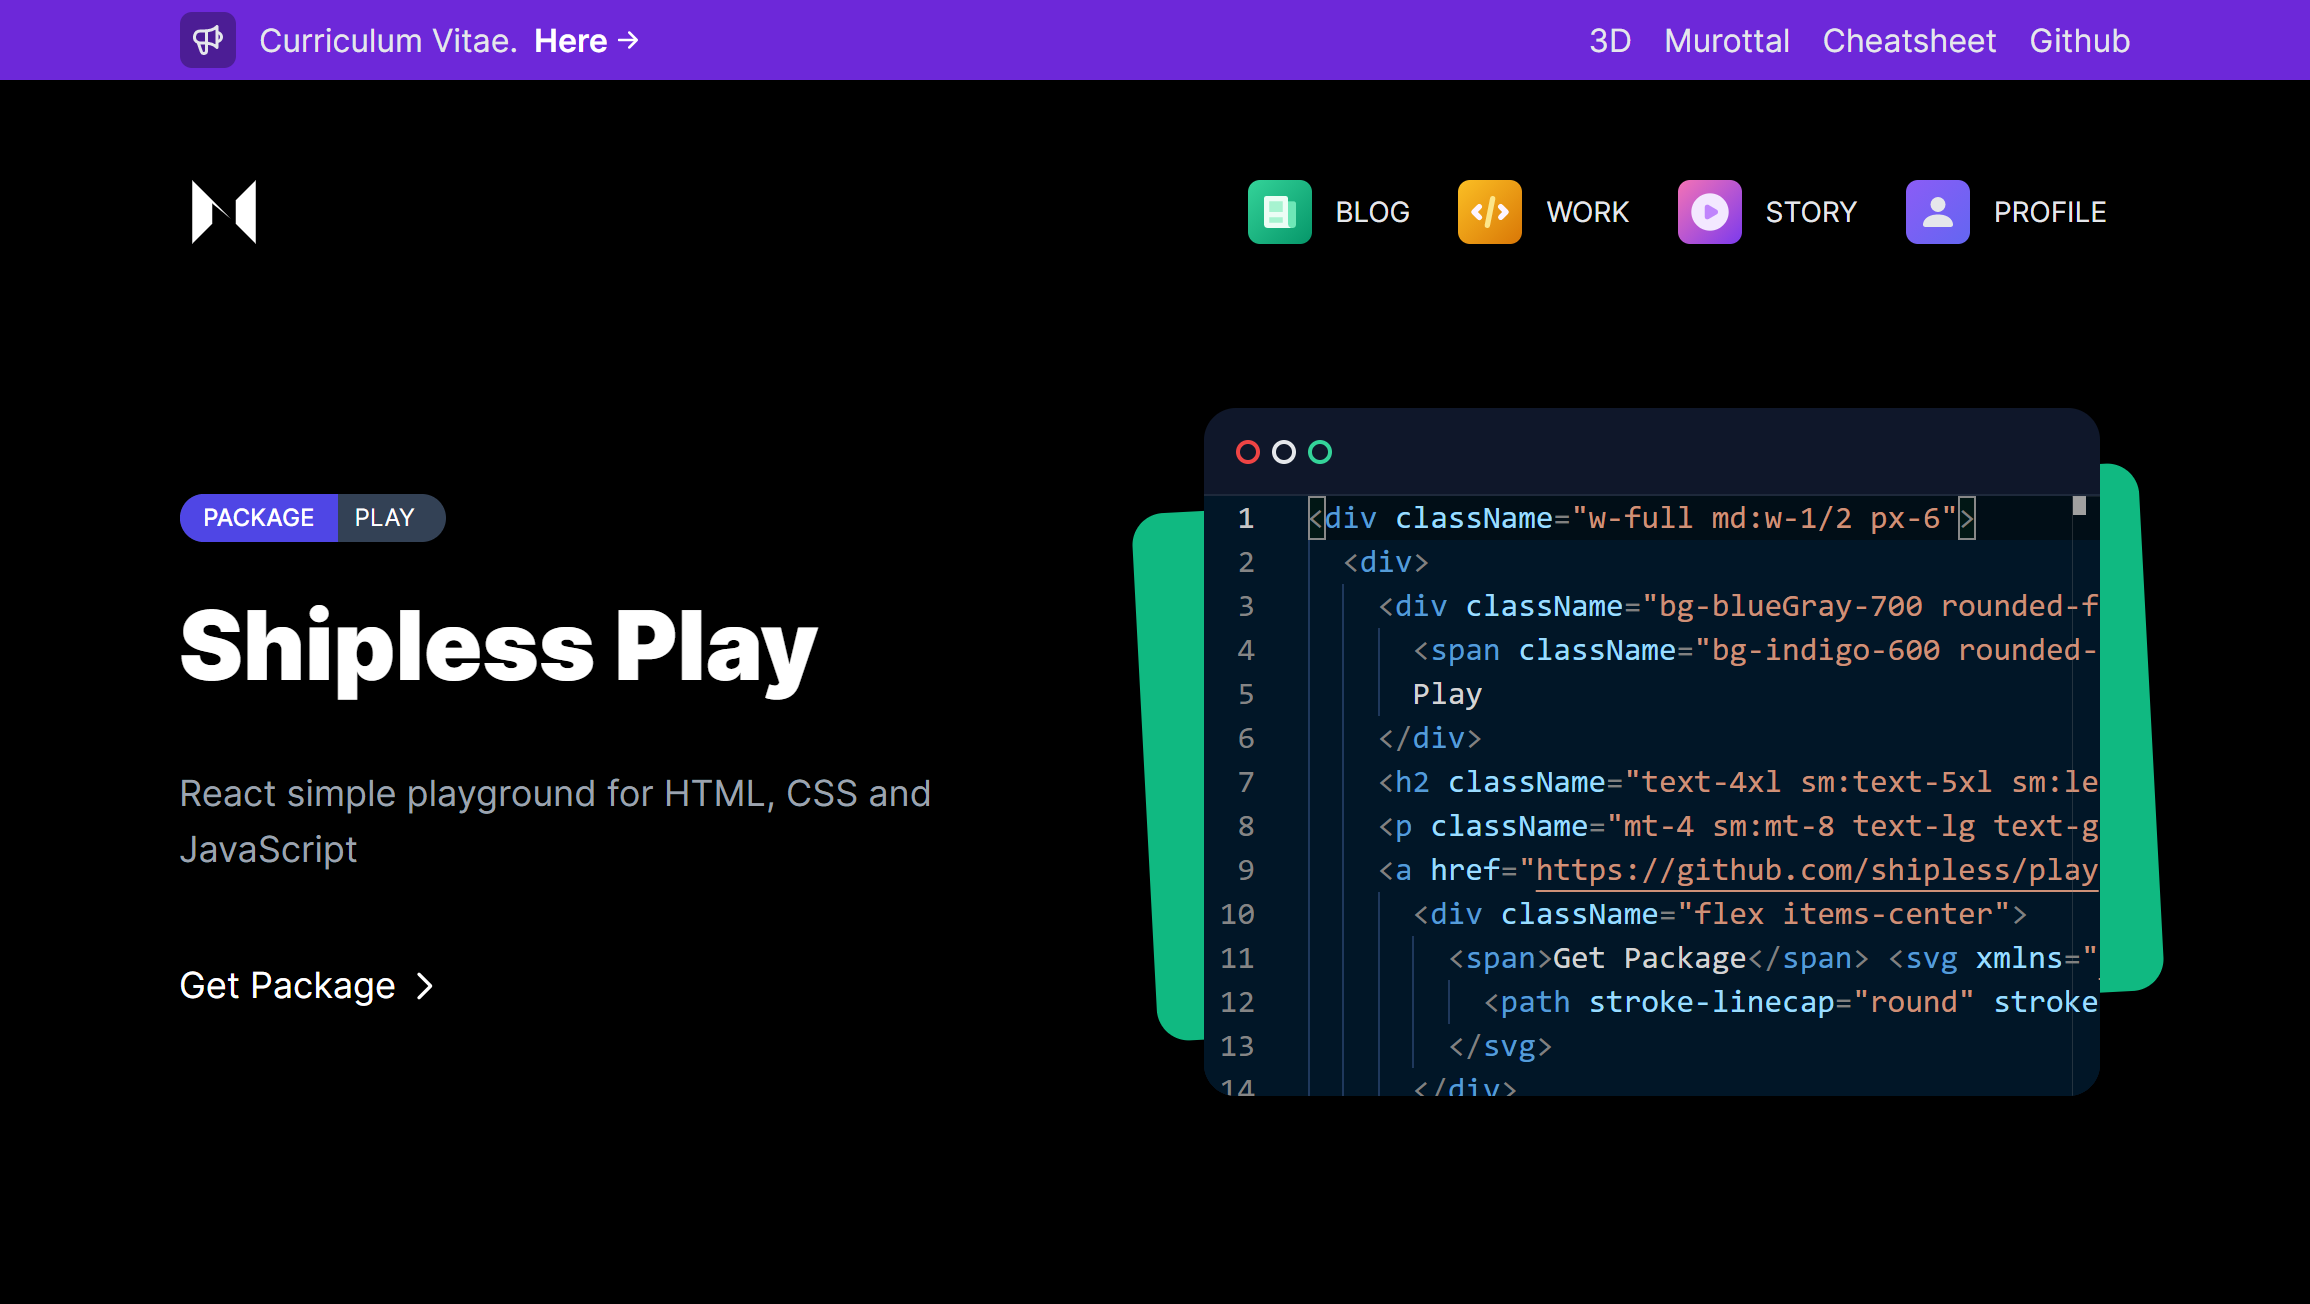 Curriculum Vitae. Here →
3D Murottal Cheatsheet Github
BLOG WORK STORY PROFILE
PACKAGE PLAY
Shipless Play
React simple playground for HTML, CSS and
JavaScript
Get Package
1 <div className="w-full md:w-1/2 px-6">
2 <div>
3 <div className="bg-blueGray-700 rounded-f
4 <span className="bg-indigo-600 rounded-
5 Play
6 </div>
7 <h2 className="text-4xl sm:text-5xl sm:le
8 <p className="mt-4 sm:mt-8 text-lg text-g
9 <a href="https://github.com/shipless/play
10 <div className="flex items-center">
11 <span>Get Package</span> <svg xmlns="
12 <path stroke-linecap="round" stroke
13 </svg>
14 </div>